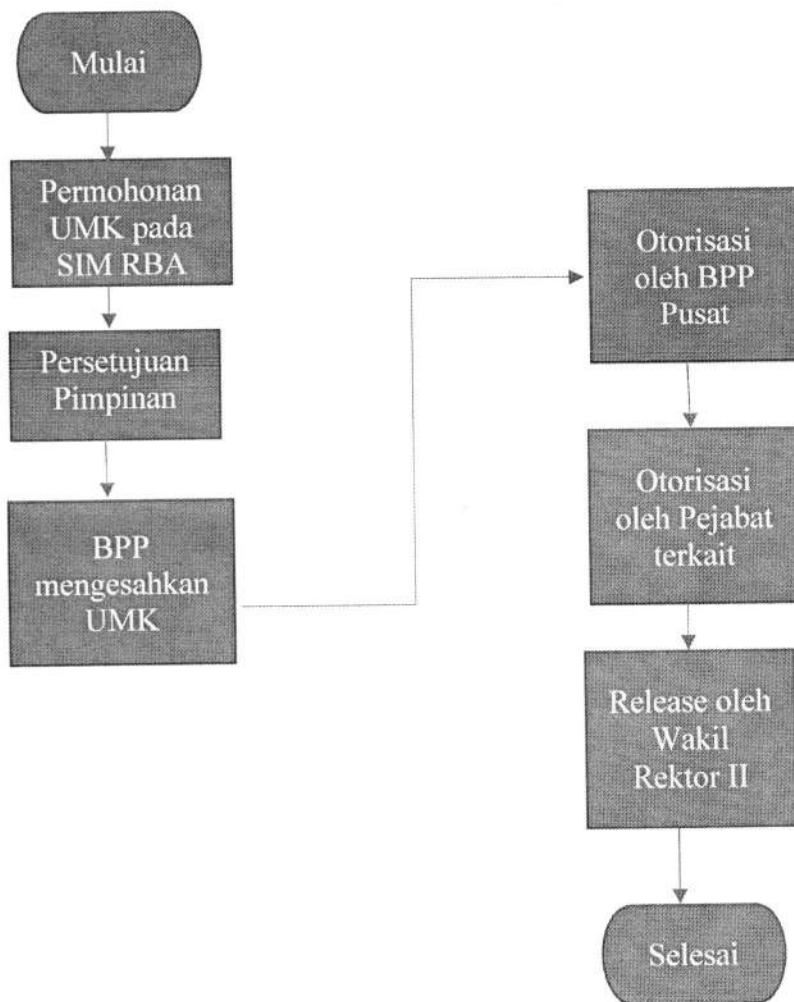 Mulai
Permohonan
UMK pada
SIM RBA
Persetujuan
Pimpinan
BPP
mengesahkan
UMK
Otorisasi
oleh BPP
Pusat
Otorisasi
oleh Pejabat
terkait
Release oleh
Wakil
Rektor II
Selesai